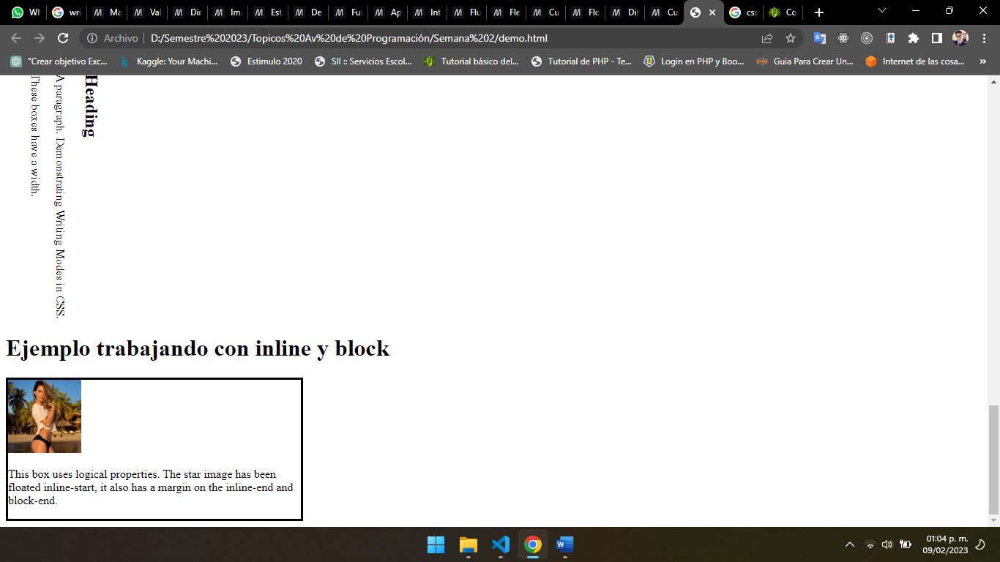 Wh
wri
Ma
Val
Dir
Ima
Est
De
Fur
Ap
Int
Flu
Fle
Cu
Flo
Dis
Cu
css
Co
Archivo
D:/Semestre%202023/Topicos%20Av%20de%20Programación/Semana%202/demo.html
"Crear objetivo Exc...
Kaggle: Your Machi...
Estimulo 2020
SII :: Servicios Escol...
Tutorial básico del...
Tutorial de PHP - Te...
Login en PHP y Boo...
Guia Para Crear Un...
Internet de las cosa...
»
Heading
A paragraph. Demonstrating Writing Modes in CSS.
These boxes have a width.
Ejemplo trabajando con inline y block
This box uses logical properties. The star image has been
floated inline-start, it also has a margin on the inline-end and
block-end.
01:04 p. m.
09/02/2023